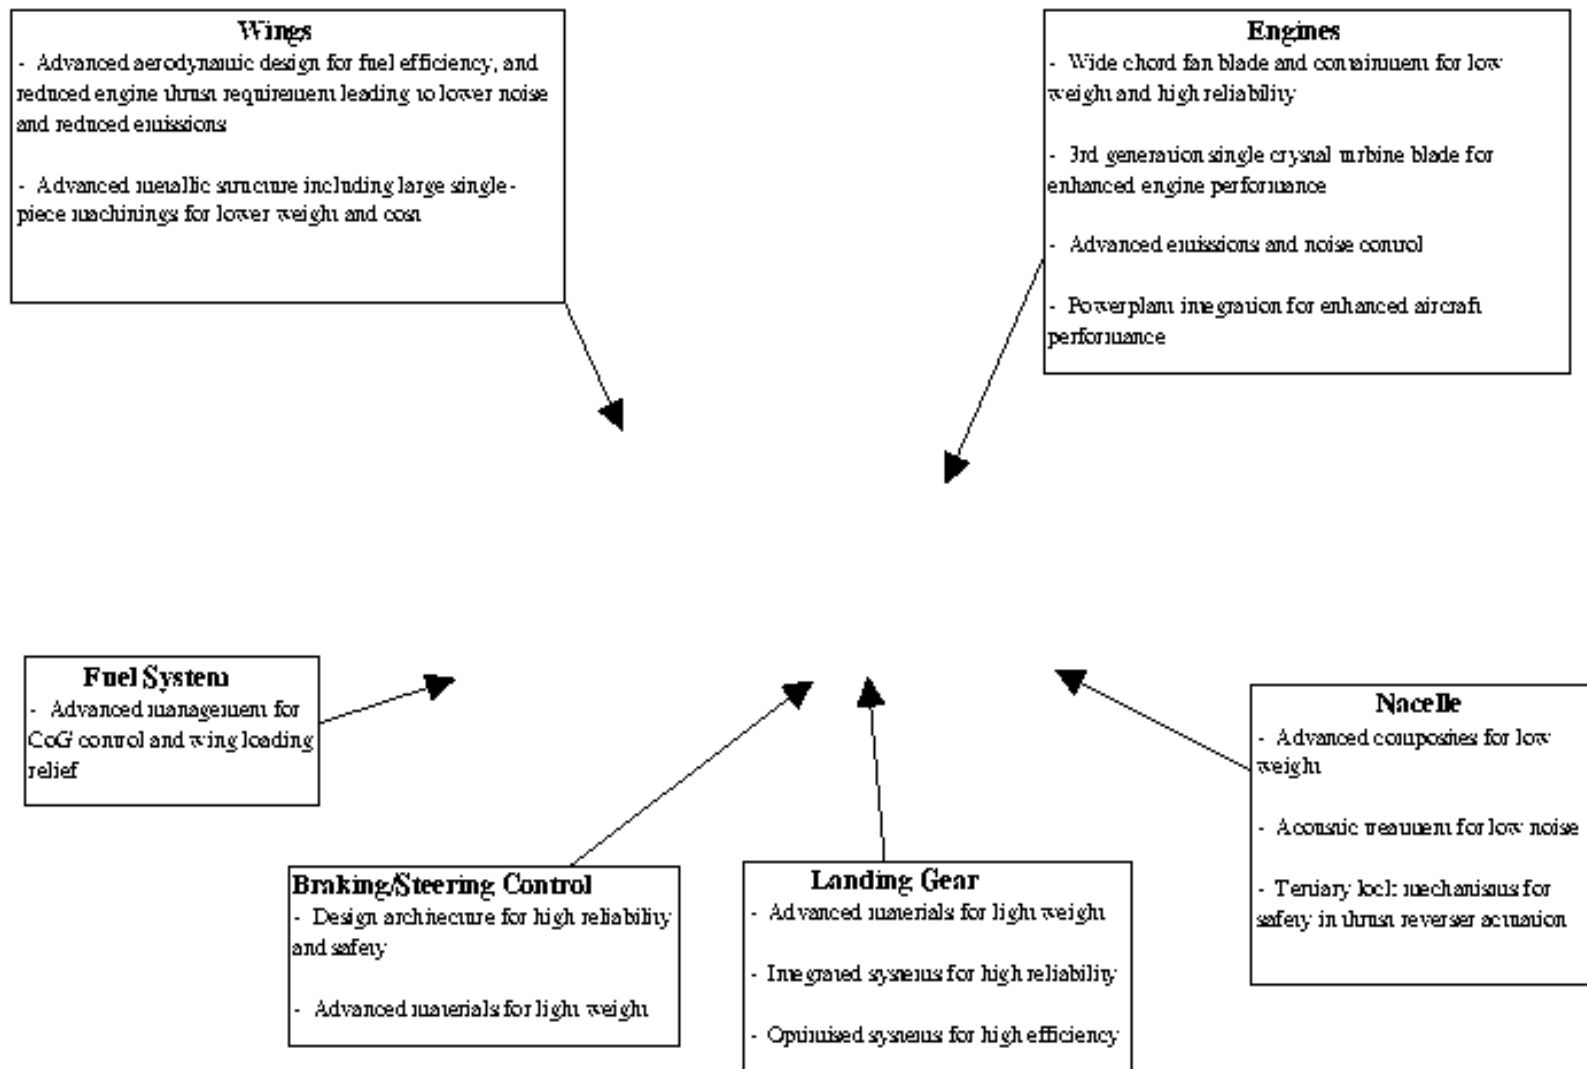 Wings
- Advanced aerodynamic design for fuel efficiency, and
reduced engine thrust requirement leading to lower noise
and reduced emissions
- Advanced metallic structure including large single-
piece machinings for lower weight and cost
Engines
- Wide chord fan blade and containment for low
weight and high reliability
- 3rd generation single crystal turbine blade for
enhanced engine performance
- Advanced emissions and noise control
- Powerplant integration for enhanced aircraft
performance
Fuel System
- Advanced management for
CoG control and wing loading
relief
Braking/Steering Control
- Design architecture for high reliability
and safety
- Advanced materials for light weight
Landing Gear
- Advanced materials for light weight
- Integrated systems for high reliability
- Optimised systems for high efficiency
Nacelle
- Advanced composites for low
weight
- Acoustic treatment for low noise
- Tertiary lock mechanisms for
safety in thrust reverser actuation